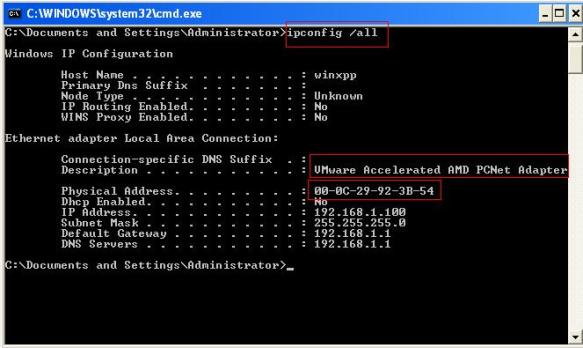 C:\WINDOWS\system32\cmd.exe
C:\Documents and Settings\Administrator>ipconfig /all
Windows IP Configuration
Host Name . . . . . . . . . . . . : winxpp
Primary Dns Suffix . . . . . . . :
Node Type . . . . . . . . . . . . : Unknown
IP Routing Enabled. . . . . . . . : No
WINS Proxy Enabled. . . . . . . . : No
Ethernet adapter Local Area Connection:
Connection-specific DNS Suffix . :
Description . . . . . . . . . . . : VMware Accelerated AMD PCNet Adapter
Physical Address. . . . . . . . . : 00-0C-29-92-3B-54
Dhcp Enabled. . . . . . . . . . . : No
IP Address. . . . . . . . . . . . : 192.168.1.100
Subnet Mask . . . . . . . . . . . : 255.255.255.0
Default Gateway . . . . . . . . . : 192.168.1.1
DNS Servers . . . . . . . . . . . : 192.168.1.1
C:\Documents and Settings\Administrator>_